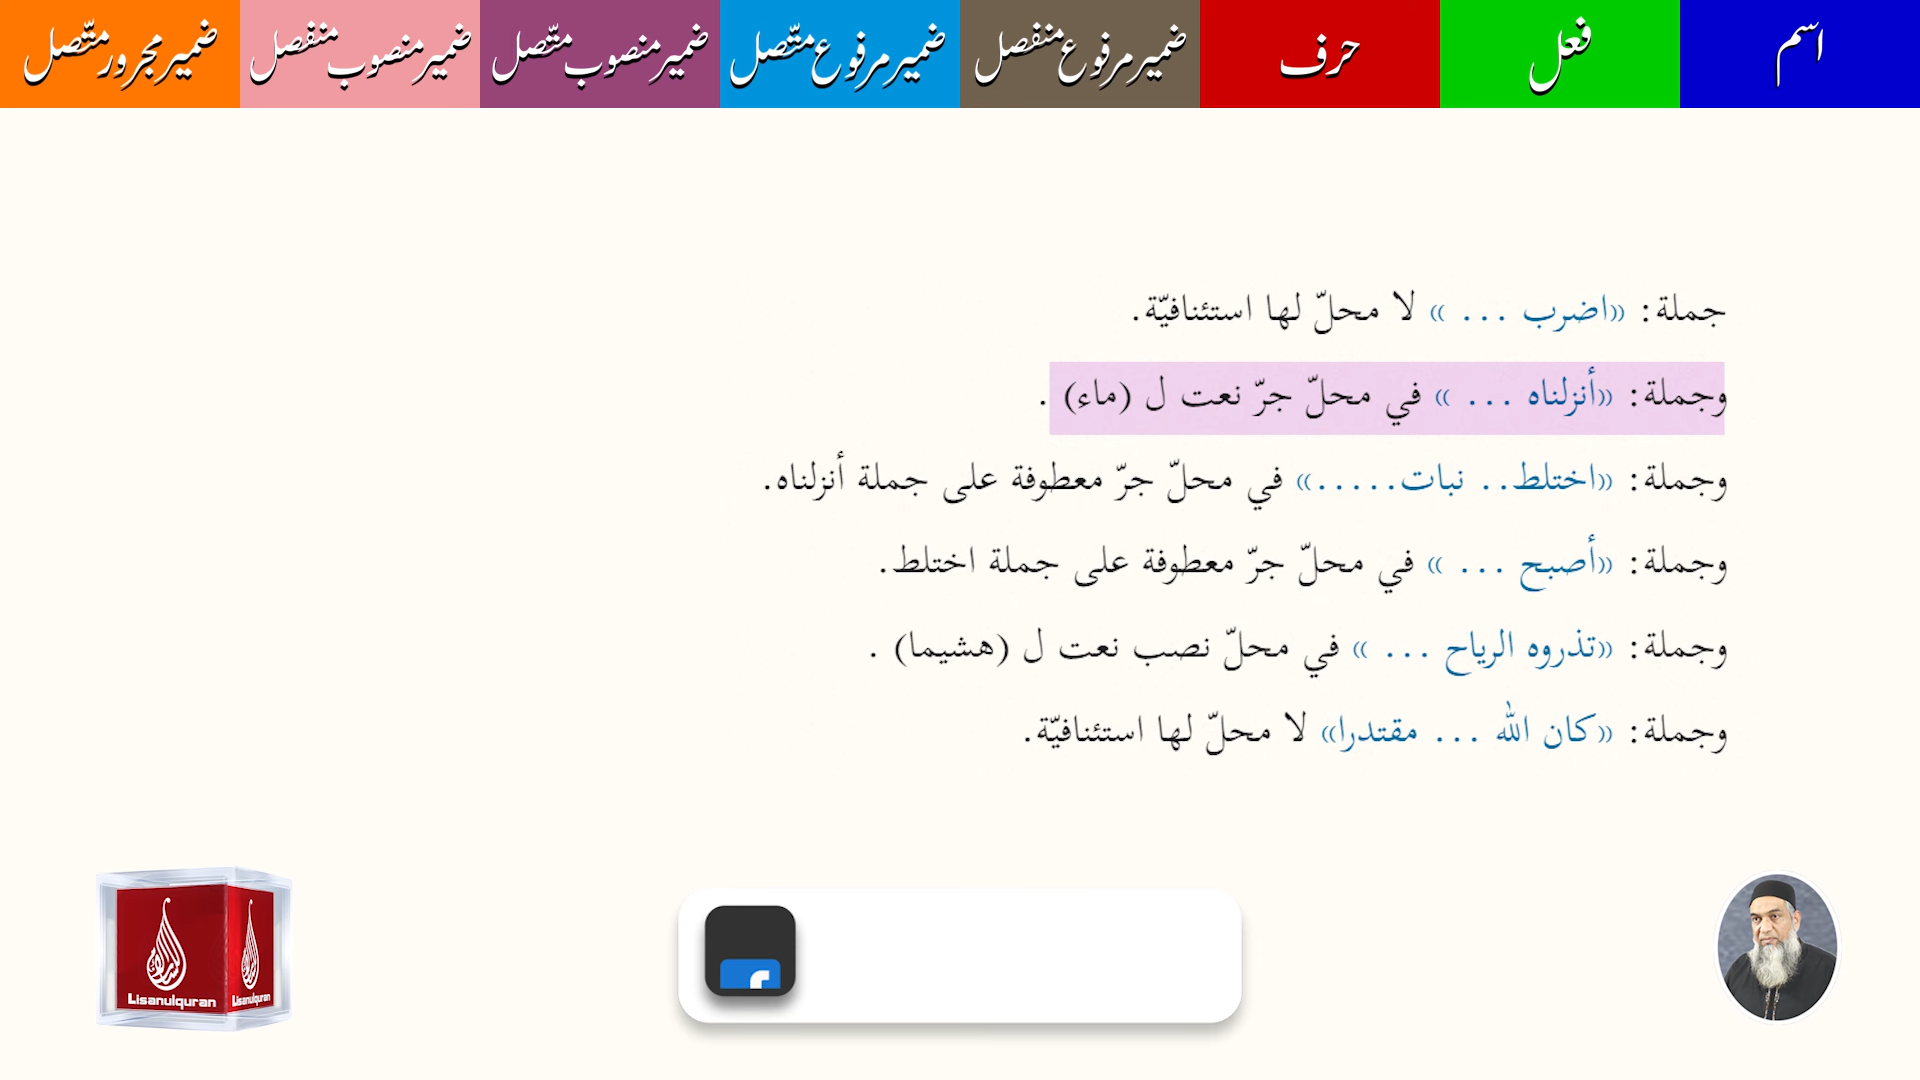 اسم
فعل
حرف
ضمیر مرفوع منفصل
ضمیر مرفوع متّصل
ضمیر منصوب متّصل
ضمیر منصوب منفصل
ضمیر مجرور متّصل
جملة: «اضرب ... » لا محلّ لها استئنافيّة.
وجملة: «أنزلناه ... » في محلّ جرّ نعت ل (ماء) .
وجملة: «اختلط.. نبات.....» في محلّ جرّ معطوفة على جملة أنزلناه.
وجملة: «أصبح ... » في محلّ جرّ معطوفة على جملة اختلط.
وجملة: «تذروه الرياح ... » في محلّ نصب نعت ل (هشيما) .
وجملة: «كان الله ... مقتدرا» لا محلّ لها استئنافيّة.
Lisanulquran
Lisanulquran